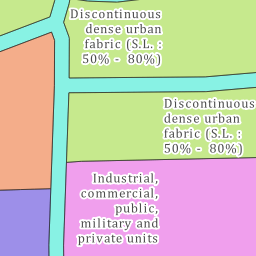 Discontinuous
dense urban
fabric (S.L. :
50% - 80%)
Discontinuous
dense urban
fabric (S.L. :
50% - 80%)
Industrial,
commercial,
public,
military and
private units